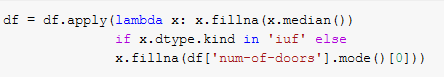 df = df.apply(lambda x: x.fillna(x.median())
if x.dtype.kind in 'iuf' else
x.fillna(df['num-of-doors'].mode()[0]))